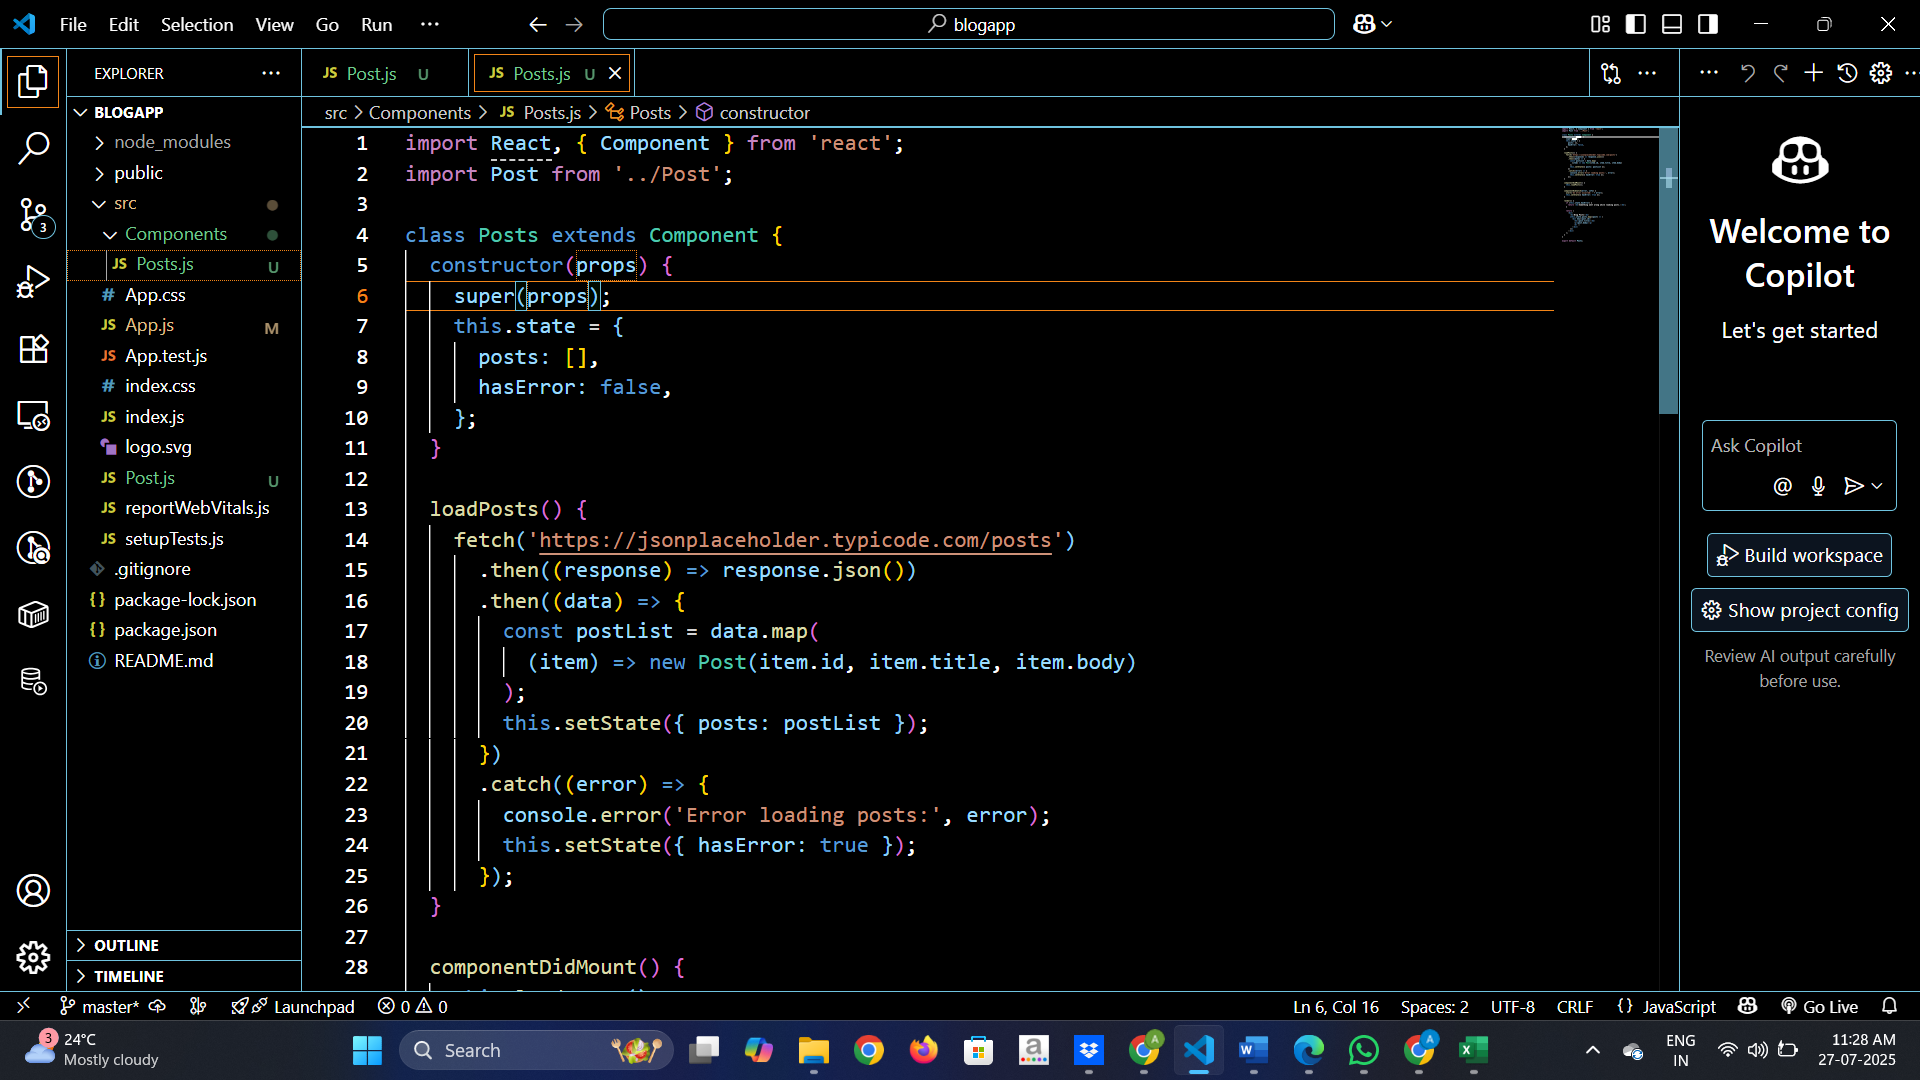 File Edit Selection View Go Run ···
blogapp
EXPLORER ···
BLOGAPP
node_modules
public
src
Components
JS Posts.js U
# App.css
JS App.js M
JS App.test.js
# index.css
JS index.js
logo.svg
JS Post.js U
JS reportWebVitals.js
JS setupTests.js
.gitignore
{} package-lock.json
{} package.json
README.md
OUTLINE
TIMELINE
3
JS Post.js U
JS Posts.js U
src > Components > JS Posts.js > Posts > constructor
1 import React, { Component } from 'react';
2 import Post from '../Post';
3
4 class Posts extends Component {
5 constructor(props) {
6 super(props);
7 this.state = {
8 posts: [],
9 hasError: false,
10 };
11 }
12
13 loadPosts() {
14 fetch('https://jsonplaceholder.typicode.com/posts')
15 .then((response) => response.json())
16 .then((data) => {
17 const postList = data.map(
18 (item) => new Post(item.id, item.title, item.body)
19 );
20 this.setState({ posts: postList });
21 })
22 .catch((error) => {
23 console.error('Error loading posts:', error);
24 this.setState({ hasError: true });
25 });
26 }
27
28 componentDidMount() {
Welcome to
Copilot
Let's get started
Ask Copilot
@
Build workspace
Show project config
Review AI output carefully
before use.
master* Launchpad 0 0
Ln 6, Col 16 Spaces: 2 UTF-8 CRLF {} JavaScript Go Live
3
24°C
Mostly cloudy
Search
ENG
IN
11:28 AM
27-07-2025